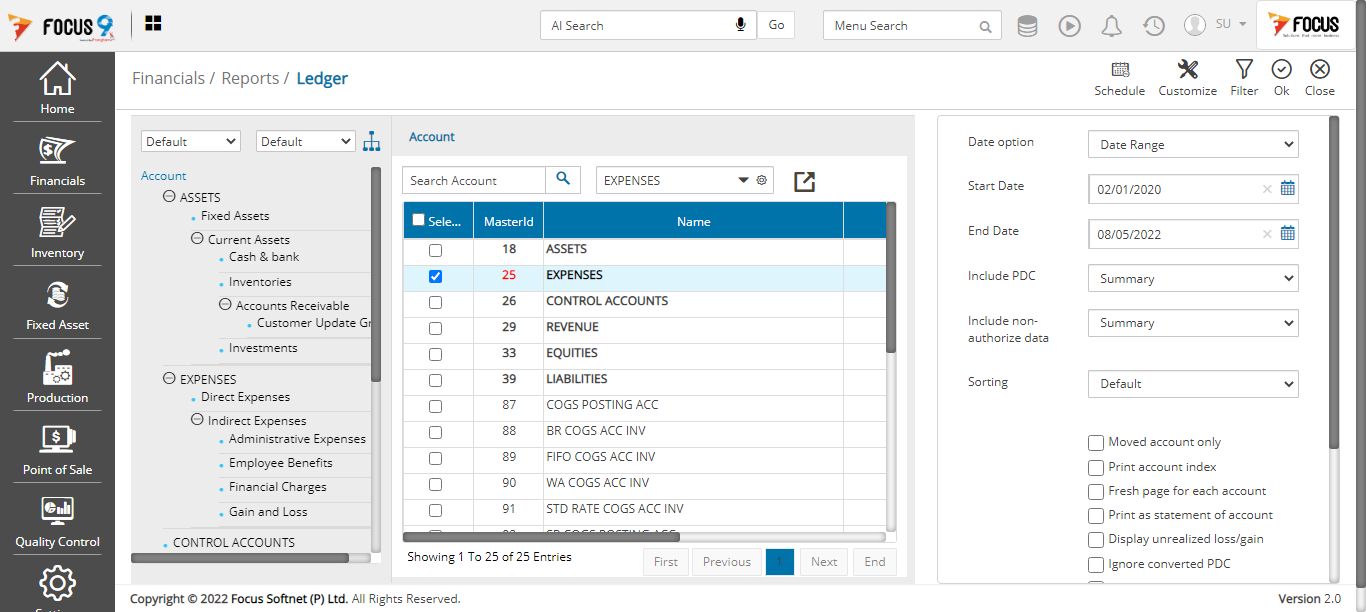 FOCUS 9
AI Search
Go
Menu Search
SU
FOCUS
Home
Financials
Inventory
Fixed Asset
Production
Point of Sale
Quality Control
Financials / Reports / Ledger
Schedule
Customize
Filter
Ok
Close
Default
Default
Account
ASSETS
Fixed Assets
Current Assets
Cash & bank
Inventories
Accounts Receivable
Customer Update Gr
Investments
EXPENSES
Direct Expenses
Indirect Expenses
Administrative Expenses
Employee Benefits
Financial Charges
Gain and Loss
CONTROL ACCOUNTS
Account
Search Account
EXPENSES
Sele... MasterId Name
18 ASSETS
25 EXPENSES
26 CONTROL ACCOUNTS
29 REVENUE
33 EQUITIES
39 LIABILITIES
87 COGS POSTING ACC
88 BR COGS ACC INV
89 FIFO COGS ACC INV
90 WA COGS ACC INV
91 STD RATE COGS ACC INV
Showing 1 To 25 of 25 Entries
First Previous 1 Next End
Date option
Date Range
Start Date
02/01/2020
End Date
08/05/2022
Include PDC
Summary
Include non-
authorize data
Summary
Sorting
Default
Moved account only
Print account index
Fresh page for each account
Print as statement of account
Display unrealized loss/gain
Ignore converted PDC
Copyright © 2022 Focus Softnet (P) Ltd. All Rights Reserved.
Version 2.0